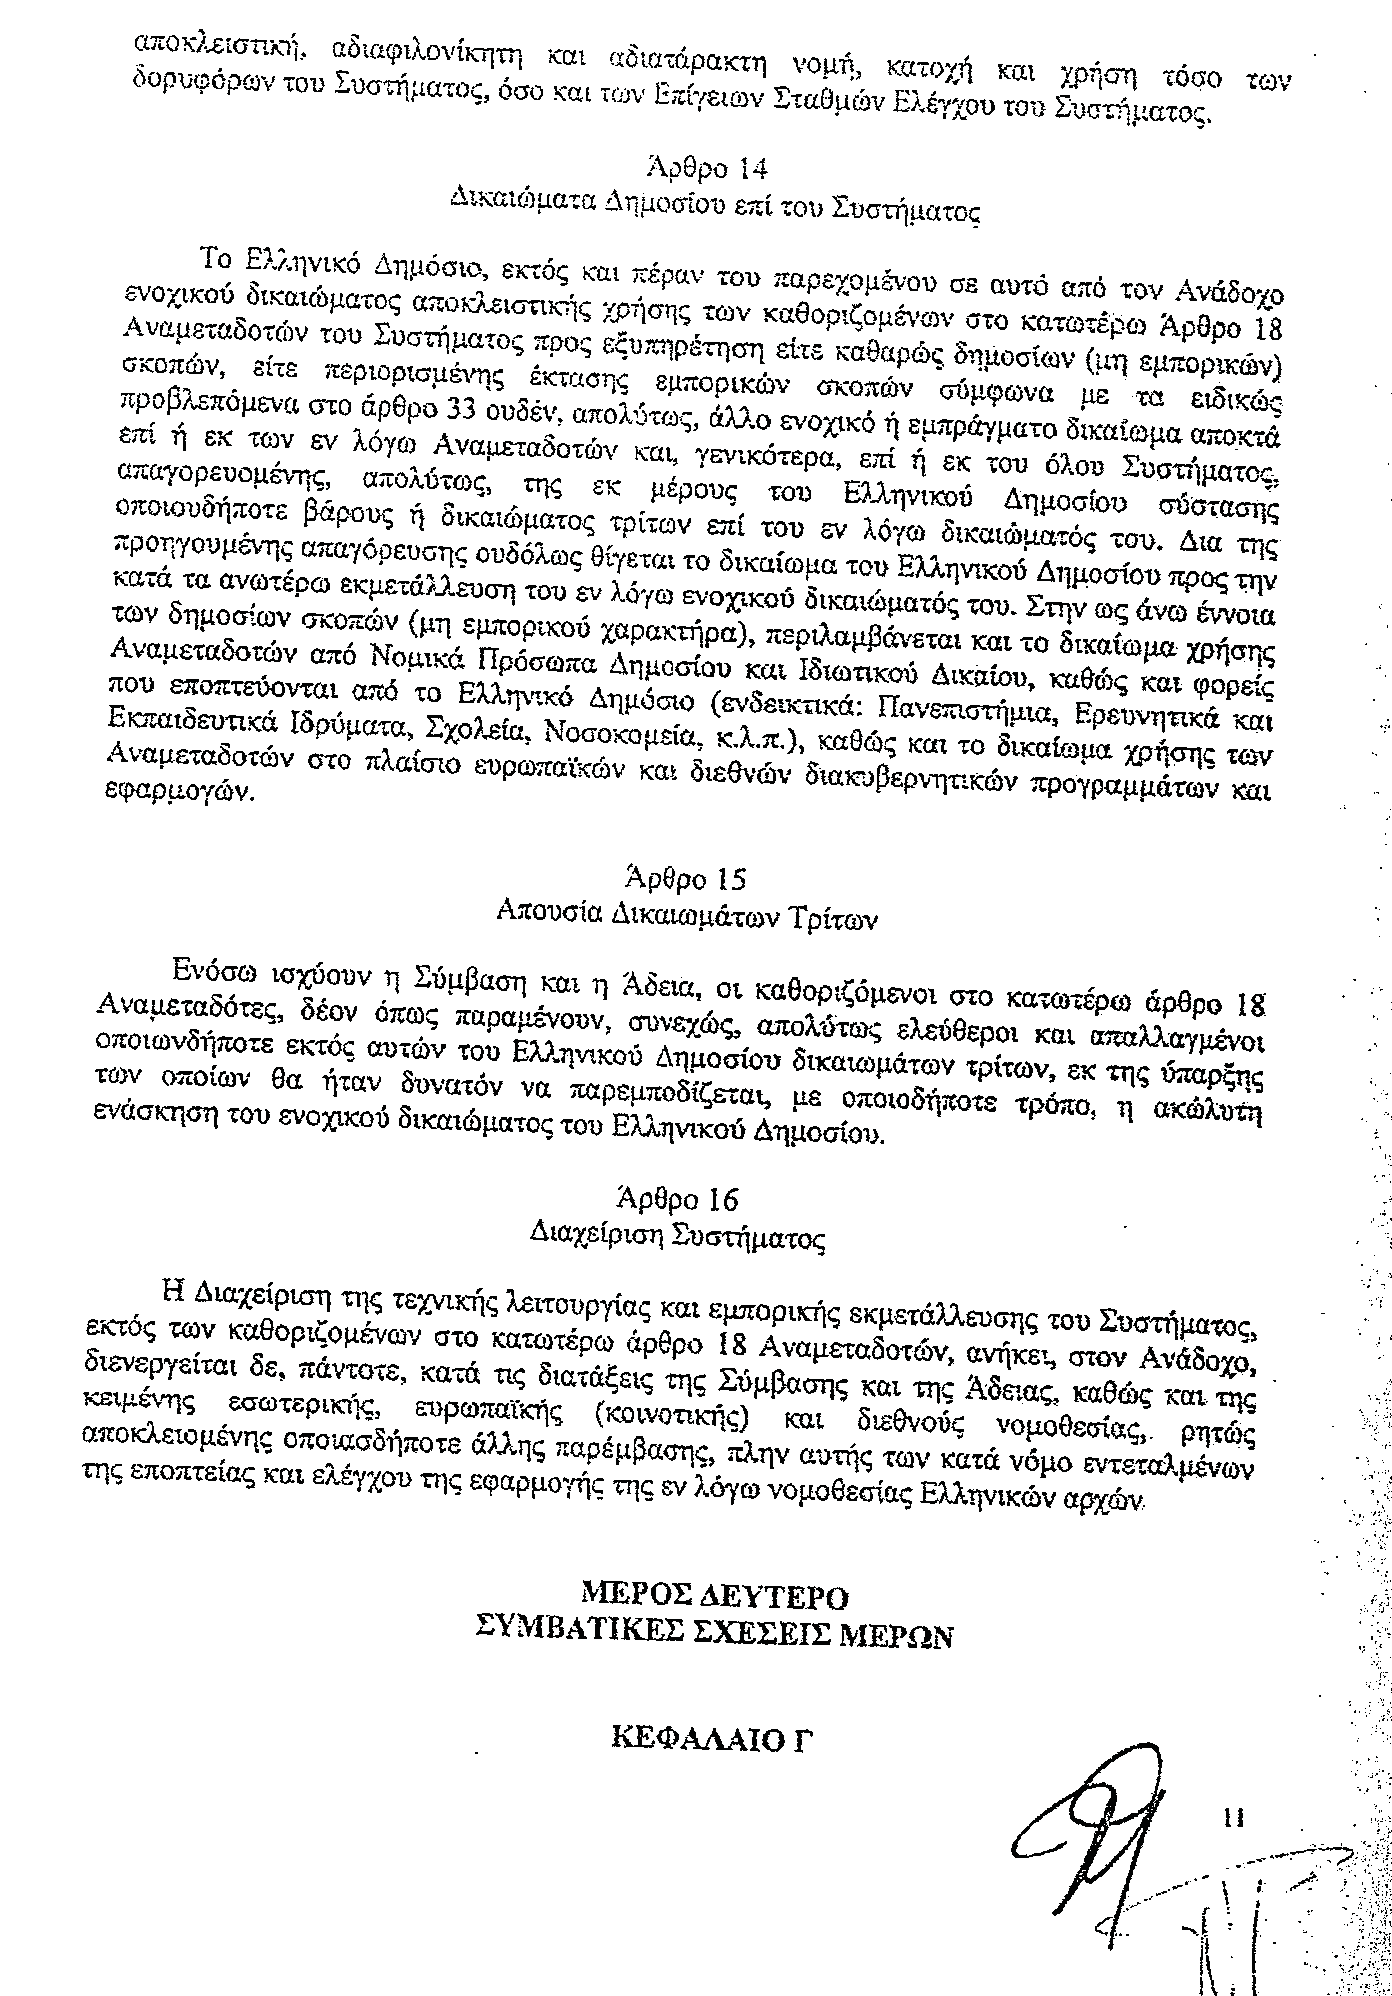 αποκλειστική, αδιαφιλονίκητη και αδιατάρακτη νομή, κατοχή και χρήση τόσο των
δορυφόρων του Συστήματος, όσο και των Επίγειων Σταθμών Ελέγχου του Συστήματος.
Άρθρο 14
Δικαιώματα Δημοσίου επί του Συστήματος
Το Ελληνικό Δημόσιο, εκτός και πέραν του παρεχομένου σε αυτό από τον Ανάδοχο
ενοχικού δικαιώματος αποκλειστικής χρήσης των καθοριζομένων στο κατωτέρω Άρθρο 18
Αναμεταδοτών του Συστήματος προς εξυπηρέτηση είτε καθαρώς δημοσίων (μη εμπορικών)
σκοπών, είτε περιορισμένης έκτασης εμπορικών σκοπών σύμφωνα με τα ειδικώς
προβλεπόμενα στο άρθρο 33 ουδέν, απολύτως, άλλο ενοχικό ή εμπράγματο δικαίωμα αποκτά
επί ή εκ των εν λόγω Αναμεταδοτών και, γενικότερα, επί ή εκ του όλου Συστήματος,
απαγορευομένης, απολύτως, της εκ μέρους του Ελληνικού Δημοσίου σύστασης
οποιουδήποτε βάρους ή δικαιώματος τρίτων επί του εν λόγω δικαιώματός του. Δια της
προηγουμένης απαγόρευσης ουδόλως θίγεται το δικαίωμα του Ελληνικού Δημοσίου προς την
κατά τα ανωτέρω εκμετάλλευση του εν λόγω ενοχικού δικαιώματός του. Στην ως άνω έννοια
των δημοσίων σκοπών (μη εμπορικού χαρακτήρα), περιλαμβάνεται και το δικαίωμα χρήσης
Αναμεταδοτών από Νομικά Πρόσωπα Δημοσίου και Ιδιωτικού Δικαίου, καθώς και φορείς
που εποπτεύονται από το Ελληνικό Δημόσιο (ενδεικτικά: Πανεπιστήμια, Ερευνητικά και
Εκπαιδευτικά Ιδρύματα, Σχολεία, Νοσοκομεία, κ.λ.π.), καθώς και το δικαίωμα χρήσης των
Αναμεταδοτών στο πλαίσιο ευρωπαϊκών και διεθνών διακυβερνητικών προγραμμάτων και
εφαρμογών.
Άρθρο 15
Απουσία Δικαιωμάτων Τρίτων
Ενόσω ισχύουν η Σύμβαση και η Άδεια, οι καθοριζόμενοι στο κατωτέρω άρθρο 18
Αναμεταδότες, δέον όπως παραμένουν, συνεχώς, απολύτως ελεύθεροι και απαλλαγμένοι
οποιωνδήποτε εκτός αυτών του Ελληνικού Δημοσίου δικαιωμάτων τρίτων, εκ της ύπαρξης
των οποίων θα ήταν δυνατόν να παρεμποδίζεται, με οποιοδήποτε τρόπο, η ακώλυτη
ενάσκηση του ενοχικού δικαιώματος του Ελληνικού Δημοσίου.
Άρθρο 16
Διαχείριση Συστήματος
Η Διαχείριση της τεχνικής λειτουργίας και εμπορικής εκμετάλλευσης του Συστήματος,
εκτός των καθοριζομένων στο κατωτέρω άρθρο 18 Αναμεταδοτών, ανήκει, στον Ανάδοχο,
διενεργείται δε, πάντοτε, κατά τις διατάξεις της Σύμβασης και της Άδειας, καθώς και της
κειμένης εσωτερικής, ευρωπαϊκής (κοινοτικής) και διεθνούς νομοθεσίας, ρητώς
αποκλειομένης οποιασδήποτε άλλης παρέμβασης, πλην αυτής των κατά νόμο εντεταλμένων
της εποπτείας και ελέγχου της εφαρμογής της εν λόγω νομοθεσίας Ελληνικών αρχών.
ΜΕΡΟΣ ΔΕΥΤΕΡΟ
ΣΥΜΒΑΤΙΚΕΣ ΣΧΕΣΕΙΣ ΜΕΡΩΝ
ΚΕΦΑΛΑΙΟ Γ
11